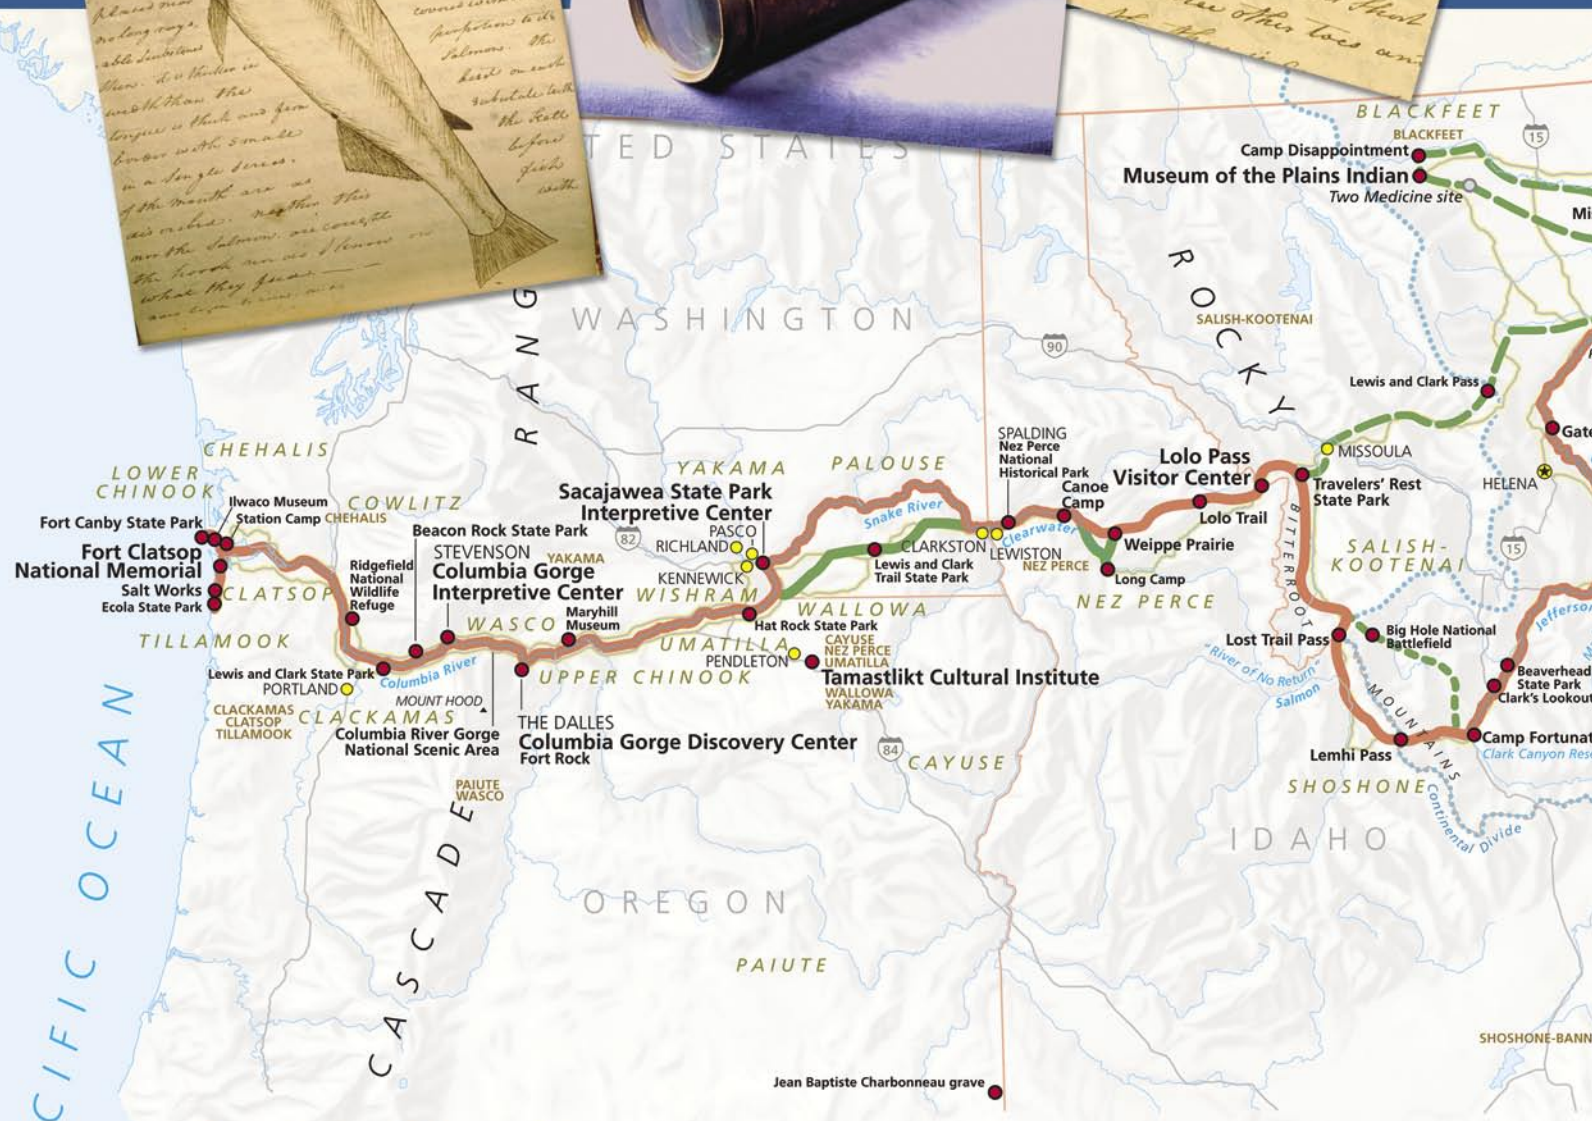 TED STATES
BLACKFEET
BLACKFEET
15
Camp Disappointment
Museum of the Plains Indian
Two Medicine site
Mi
ROCKY
RANG
WASHINGTON
SALISH-KOOTENAI
90
Lewis and Clark Pass
Gate
CHEHALIS
LOWER
CHINOOK
COWLITZ
YAKAMA
PALOUSE
SPALDING
Nez Perce
National
Historical Park
Canoe
Camp
Lolo Pass
Visitor Center
MISSOULA
HELENA
Travelers' Rest
State Park
Lolo Trail
Sacajawea State Park
Interpretive Center
Snake River
Ilwaco Museum
Station Camp
CHEHALIS
Fort Canby State Park
Fort Clatsop
National Memorial
Salt Works
Ecola State Park
CLATSOP
TILLAMOOK
Beacon Rock State Park
STEVENSON
Columbia Gorge
Interpretive Center
YAKAMA
82
PASCO
RICHLAND
KENNEWICK
WISHRAM
CLARKSTON
LEWISTON
Clearwater
NEZ PERCE
Lewis and Clark
Trail State Park
Weippe Prairie
Long Camp
NEZ PERCE
BITTERROOT
SALISH-
KOOTENAI
15
Ridgefield
National
Wildlife
Refuge
WASCO
Maryhill
Museum
WALLOWA
Hat Rock State Park
UMATILLA
PENDLETON
CAYUSE
NEZ PERCE
UMATILLA
Tamastlikt Cultural Institute
WALLOWA
YAKAMA
Jefferso
Big Hole National
Battlefield
Lost Trail Pass
"River of No Return"
Salmon
Beaverhead
State Park
Clark's Lookout
Lewis and Clark State Park
PORTLAND
Columbia River
UPPER CHINOOK
MOUNT HOOD
CLACKAMAS
CLATSOP
TILLAMOOK
CLACKAMAS
Columbia River Gorge
National Scenic Area
THE DALLES
Columbia Gorge Discovery Center
Fort Rock
84
CAYUSE
MOUNTAINS
Camp Fortunat
Clark Canyon Res
Lemhi Pass
SHOSHONE
Continental Divide
PAIUTE
WASCO
CASCADE
IDAHO
OREGON
PAIUTE
CIFIC OCEAN
SHOSHONE-BANN
Jean Baptiste Charbonneau grave